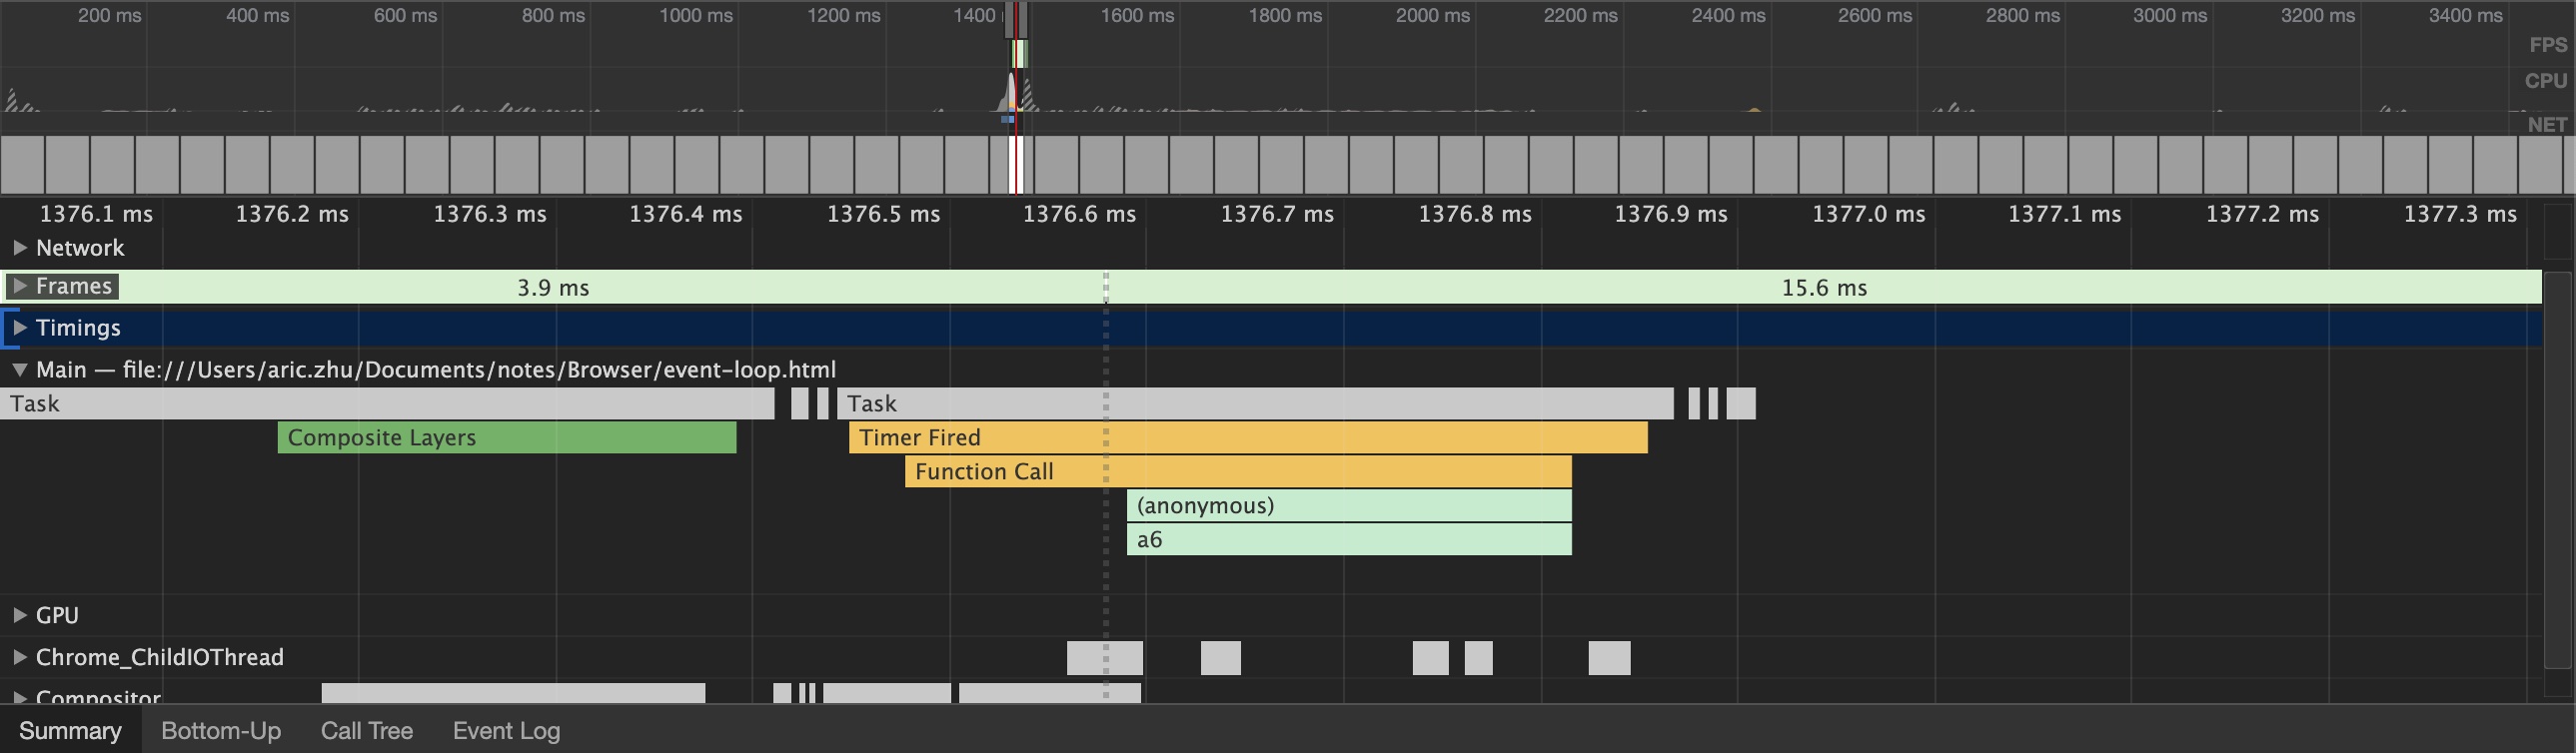 200 ms 400 ms 600 ms 800 ms 1000 ms 1200 ms 1400 1600 ms 1800 ms 2000 ms 2200 ms 2400 ms 2600 ms 2800 ms 3000 ms 3200 ms 3400 ms
FPS
CPU
NET
1376.1 ms 1376.2 ms 1376.3 ms 1376.4 ms 1376.5 ms 1376.6 ms 1376.7 ms 1376.8 ms 1376.9 ms 1377.0 ms 1377.1 ms 1377.2 ms 1377.3 ms
Network
Frames 3.9 ms 15.6 ms
Timings
Main — file:///Users/aric.zhu/Documents/notes/Browser/event-loop.html
Task Task
Composite Layers Timer Fired
Function Call
(anonymous)
a6
GPU
Chrome_ChildIOThread
Compositor
Summary Bottom-Up Call Tree Event Log